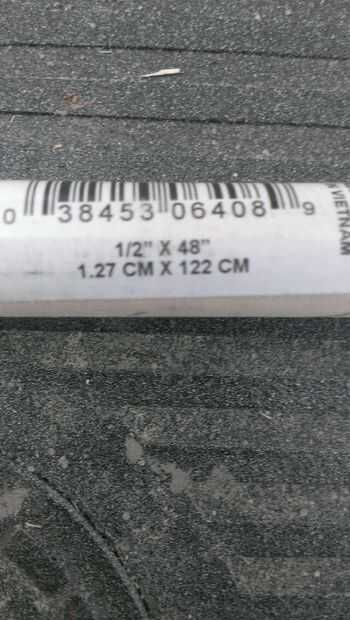 0 38453 06408 9
1/2" X 48"
1.27 CM X 122 CM
VIETNAM